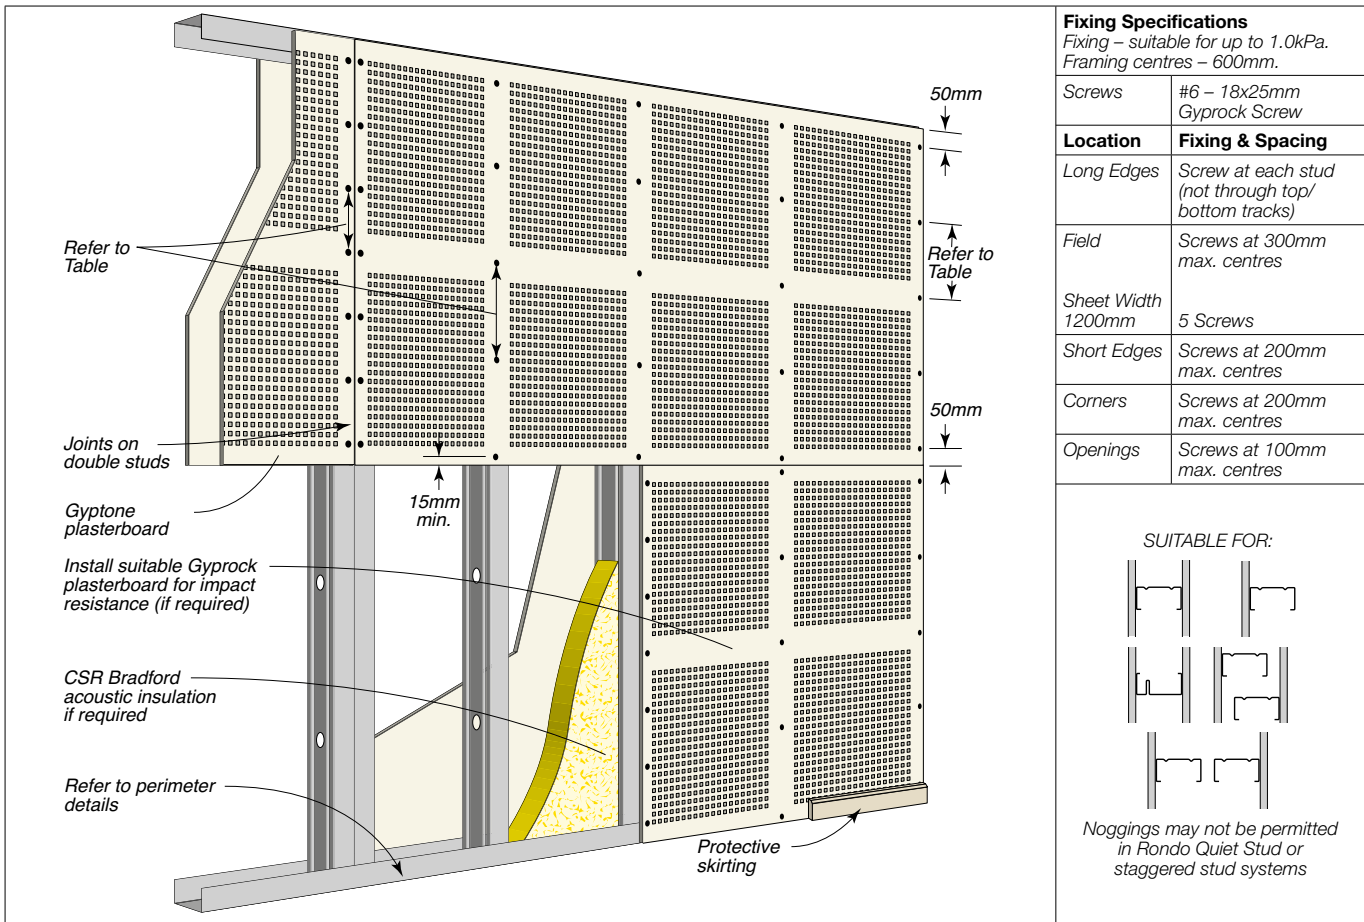 50mm
Refer to
Table
Refer to
Table
50mm
Joints on
double studs
15mm
min.
Gyptone
plasterboard
Install suitable Gyprock
plasterboard for impact
resistance (if required)
CSR Bradford
acoustic insulation
if required
Refer to perimeter
details
Protective
skirting
Fixing Specifications
Fixing – suitable for up to 1.0kPa.
Framing centres – 600mm.
Screws
#6 – 18x25mm
Gyprock Screw
Location
Fixing & Spacing
Long Edges
Screw at each stud
(not through top/
bottom tracks)
Field
Screws at 300mm
max. centres
Sheet Width
1200mm
5 Screws
Short Edges
Screws at 200mm
max. centres
Corners
Screws at 200mm
max. centres
Openings
Screws at 100mm
max. centres
SUITABLE FOR:
Noggings may not be permitted
in Rondo Quiet Stud or
staggered stud systems